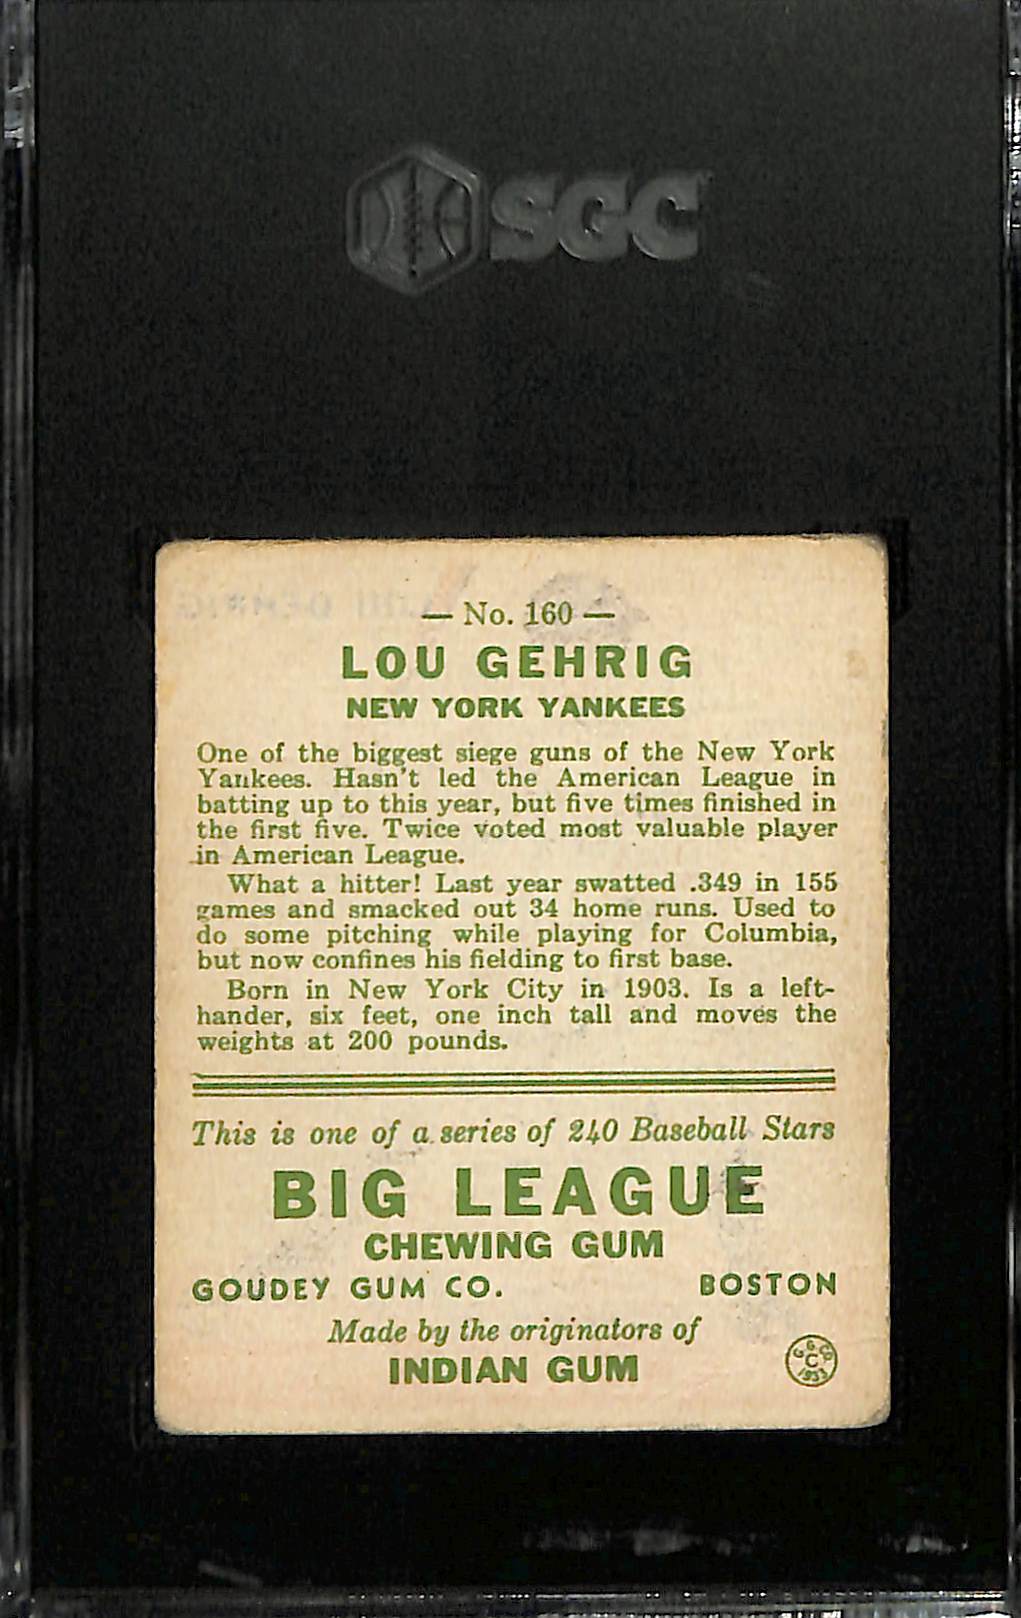 SGC
— No. 160 —
LOU GEHRIG
NEW YORK YANKEES
One of the biggest siege guns of the New York
Yankees. Hasn't led the American League in
batting up to this year, but five times finished in
the first five. Twice voted most valuable player
in American League.
What a hitter! Last year swatted .349 in 155
games and smacked out 34 home runs. Used to
do some pitching while playing for Columbia,
but now confines his fielding to first base.
Born in New York City in 1903. Is a left-
hander, six feet, one inch tall and moves the
weights at 200 pounds.
This is one of a series of 240 Baseball Stars
BIG LEAGUE
CHEWING GUM
GOUDEY GUM CO. BOSTON
Made by the originators of
INDIAN GUM
G. G. CO.
C
1933